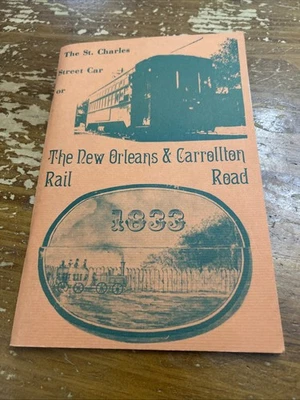 The St. Charles
Street Car
or
The New Orleans & Carrollton
Rail Road
1833